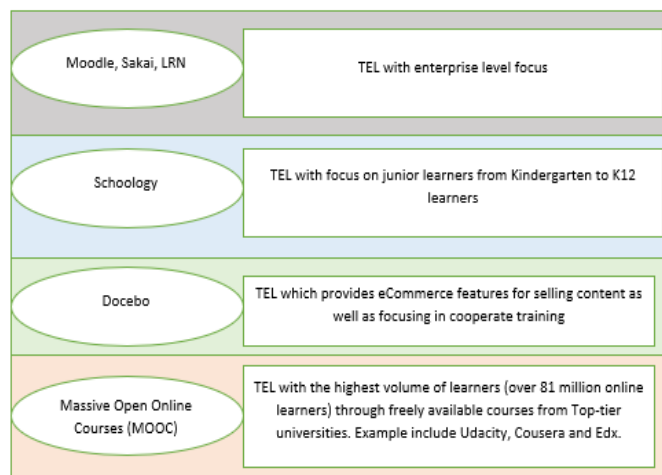 Moodle, Sakai, LRN
TEL with enterprise level focus
Schoology
TEL with focus on junior learners from Kindergarten to K12
learners
Docebo
TEL which provides eCommerce features for selling content as
well as focusing in cooperate training
Massive Open Online
Courses (MOOC)
TEL with the highest volume of learners (over 81 million online
learners) through freely available courses from Top-tier
universities. Example include Udacity, Cousera and Edx.